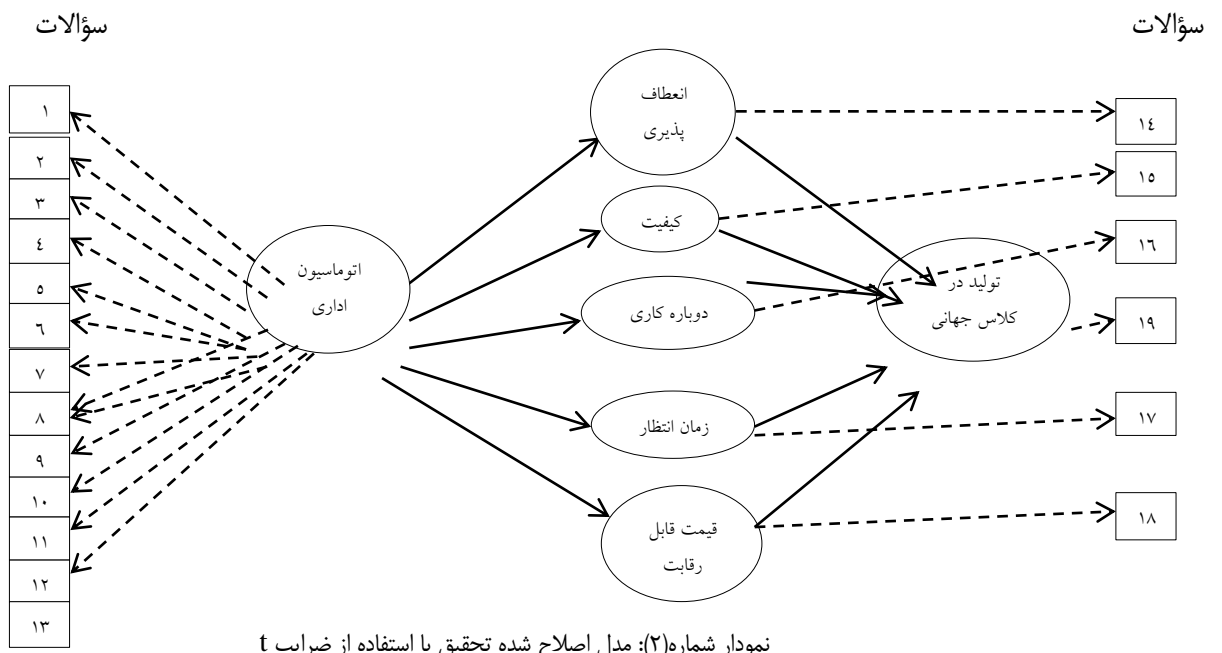 سؤالات
سؤالات
۱
۲
۳
٤
٥
٦
۷
۸
۹
۱۰
۱۱
۱۲
۱۳
اتوماسیون
اداری
انعطاف
پذیری
کیفیت
دوباره کاری
زمان انتظار
قیمت قابل
رقابت
تولید در
کلاس جهانی
۱٤
۱٥
۱٦
۱۹
۱۷
۱۸
نمودار شماره(۲): مدل اصلاح شده تحقیق با استفاده از ضرایب t